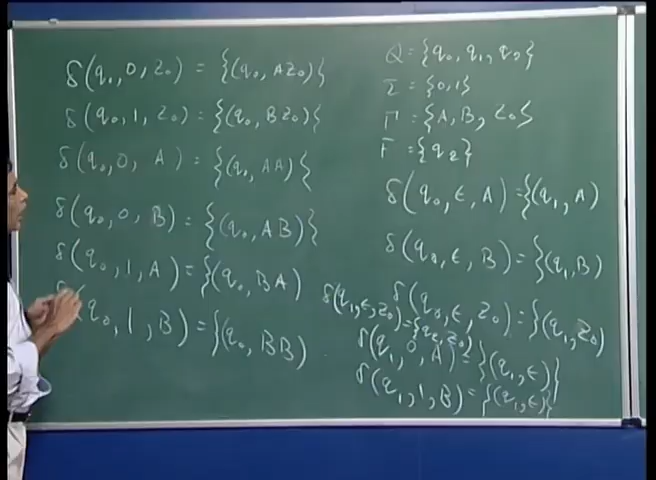 δ(q₀, 0, Z₀) = {(q₀, AZ₀)}
δ(q₀, 1, Z₀) = {(q₀, BZ₀)}
δ(q₀, 0, A) = {(q₀, AA)}
δ(q₀, 0, B) = {(q₀, AB)}
δ(q₀, 1, A) = {(q₀, BA)}
δ(q₀, 1, B) = {(q₀, BB)}
Q = {q₀, q₁, q₂}
Σ = {0,1}
Γ = {A, B, Z₀}
F = {q₂}
δ(q₀, ε, A) = {(q₁, A)}
δ(q₀, ε, B) = {(q₁, B)}
δ(q₀, ε, Z₀) = {(q₁, Z₀)}
δ(q₁, ε, Z₀)
= {q₂, Z₀)}
δ(q₁, 0, A) = {(q₁, ε)}
δ(q₁, 1, B) = {(q₁, ε)}